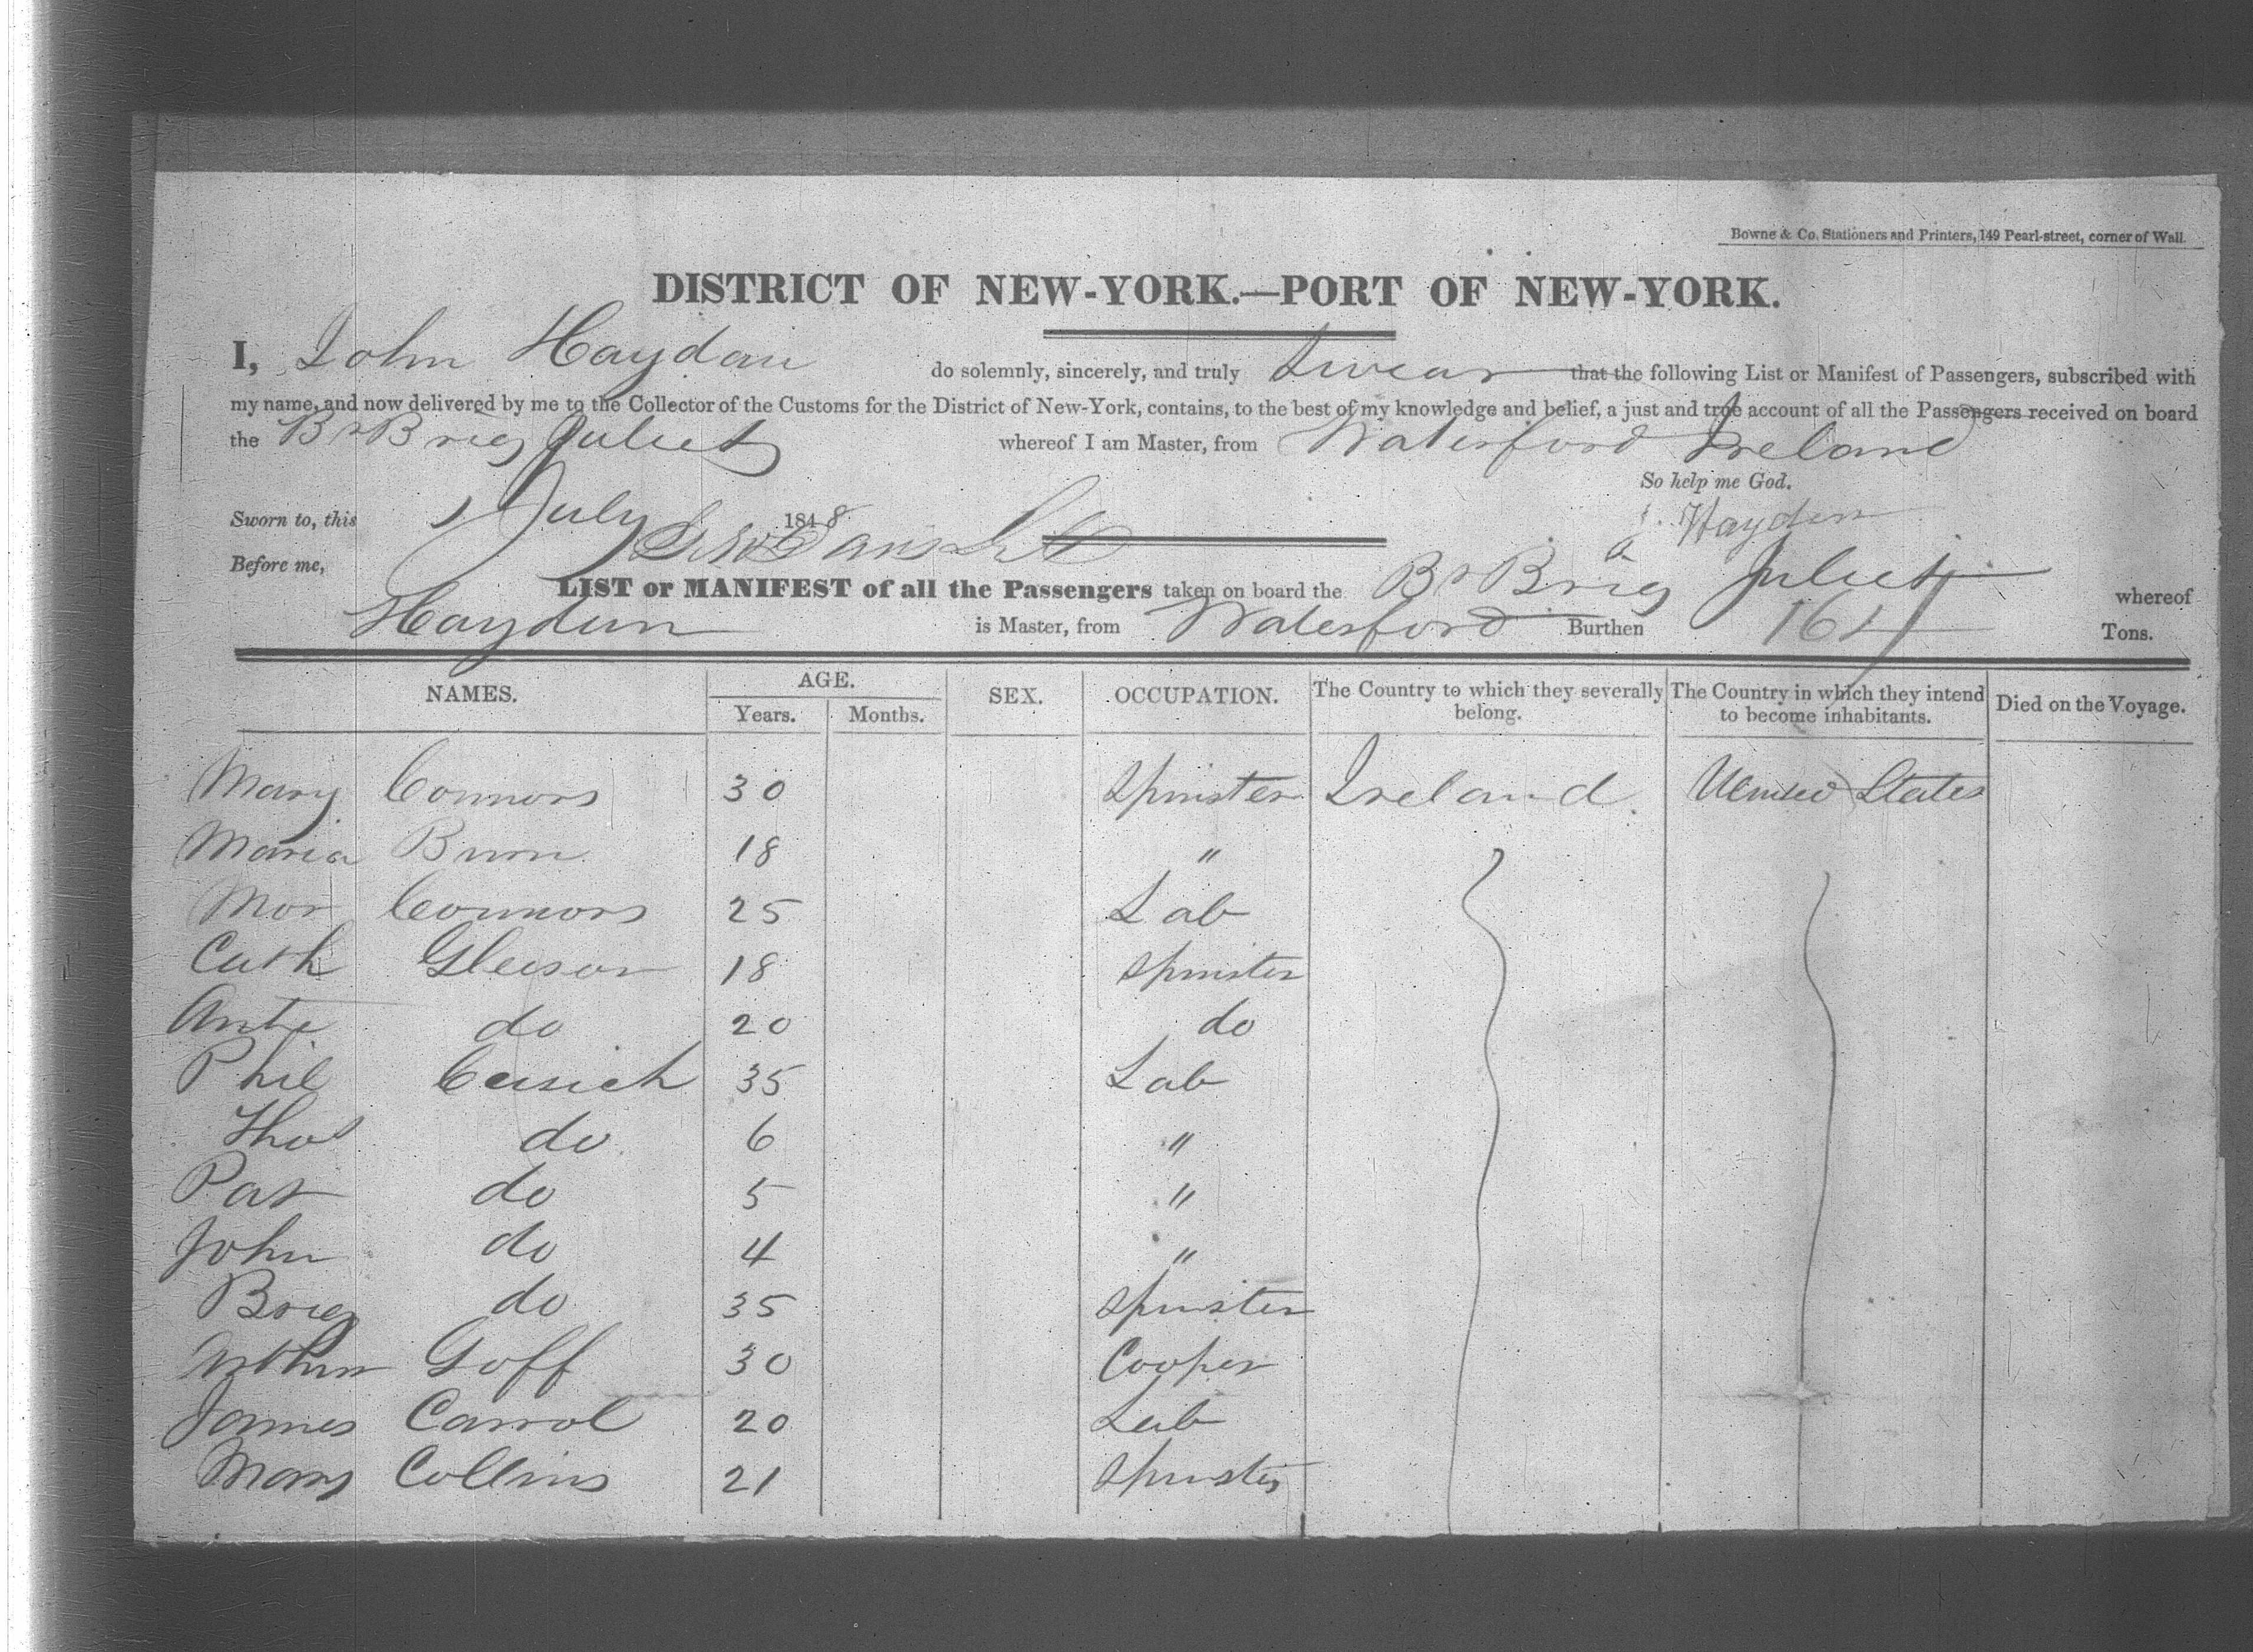 Bowne & Co. Stationers and Printers, 149 Pearl-street, corner of Wall.
DISTRICT OF NEW-YORK.—PORT OF NEW-YORK.
I, John Haydan do solemnly, sincerely, and truly swear that the following List or Manifest of Passengers, subscribed with
my name, and now delivered by me to the Collector of the Customs for the District of New-York, contains, to the best of my knowledge and belief, a just and true account of all the Passengers received on board
the Br Brig Juliet whereof I am Master, from Waterford Ireland
So help me God.
Sworn to, this 1 July 1848 J. Hayden
Before me,
LIST or MANIFEST of all the Passengers taken on board the Br Brig Juliet whereof
Haydun is Master, from Waterford Burthen 164 Tons.
NAMES. AGE. Years. Months. SEX. OCCUPATION. The Country to which they severally belong. The Country in which they intend to become inhabitants. Died on the Voyage.
Mary Connors 30 Spinster Ireland. United States
Maria 18 "
Mor Connors 25 Lab
Cath Gleeson 18 Spinster
do 20 do
Phil Cusick 35 Lab
Thos do 6 "
Pat do 5 "
John do 4 "
Brig do 35 Spinster
Arthur Goff 30 Cooper
James Carrol 20 Lab
Mary Collins 21 Spinster